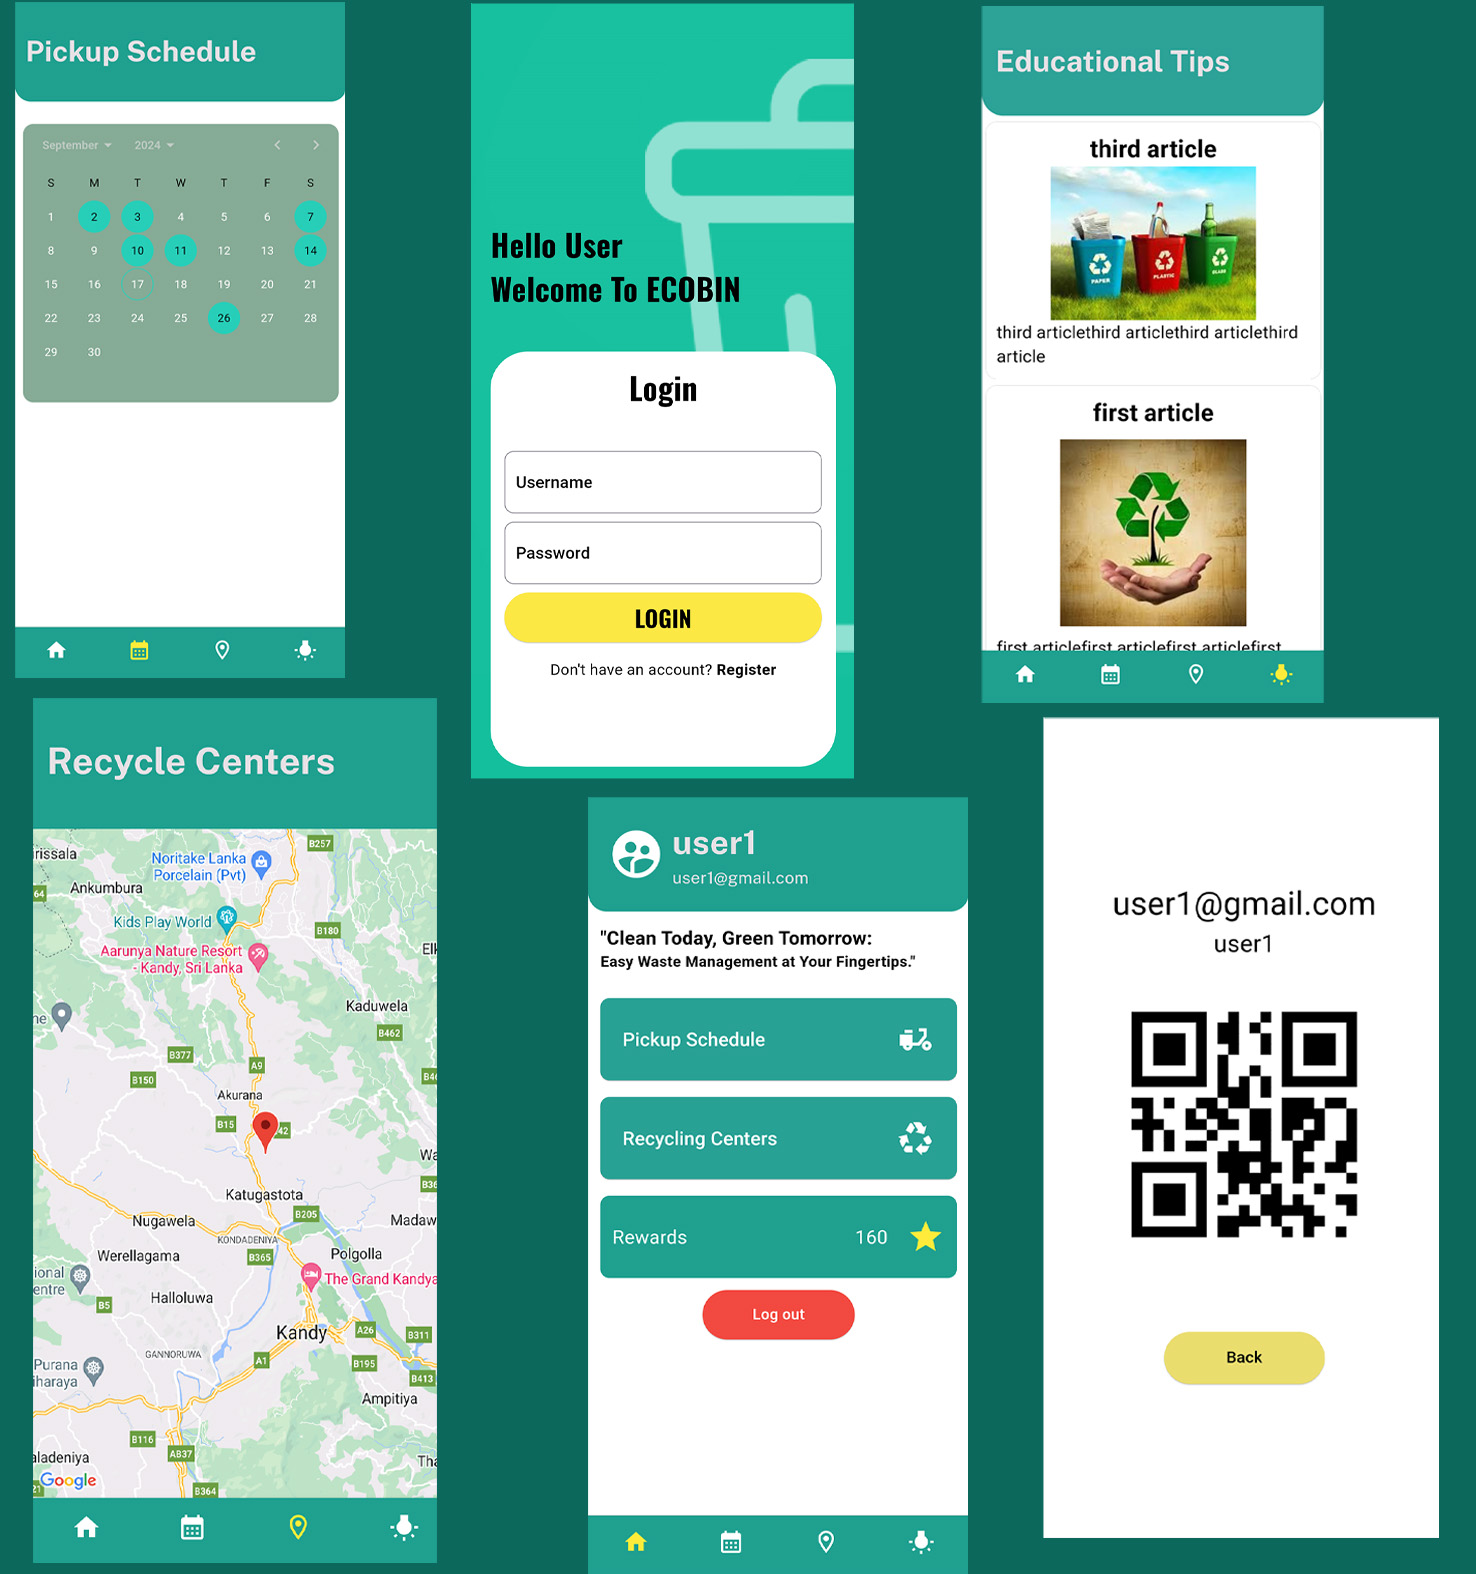 Pickup Schedule
September 2024
S M T W T F S
1 2 3 4 5 6 7
8 9 10 11 12 13 14
15 16 17 18 19 20 21
22 23 24 25 26 27 28
29 30
Hello User
Welcome To ECOBIN
Login
Username
Password
LOGIN
Don't have an account? Register
Educational Tips
third article
PAPER
PLASTIC
GLASS
third articlethird articlethird articlethird
article
first article
first articlefirst articlefirst articlefirst
Recycle Centers
B257
irissala
Noritake Lanka
Porcelain (Pvt)
64
Ankumbura
Kids Play World
B180
Aarunya Nature Resort
- Kandy, Sri Lanka
Elk
Kaduwela
ne
B462
B377
A9
B150
B46
Akurana
B15
42
Wa
B36
Katugastota
Nugawela
B205
Madaw
KONDADENIYA
Werellagama
B365
Polgolla
ional
entre
The Grand Kandya
Halloluwa
B5
Kandy
A26
B311
GANNORUWA
A1
B195
Purana
iharaya
B413
Ampitiya
B116
AB37
aladeniya
Tha
Google
21
B364
user1
user1@gmail.com
"Clean Today, Green Tomorrow:
Easy Waste Management at Your Fingertips."
Pickup Schedule
Recycling Centers
Rewards 160
Log out
user1@gmail.com
user1
Back